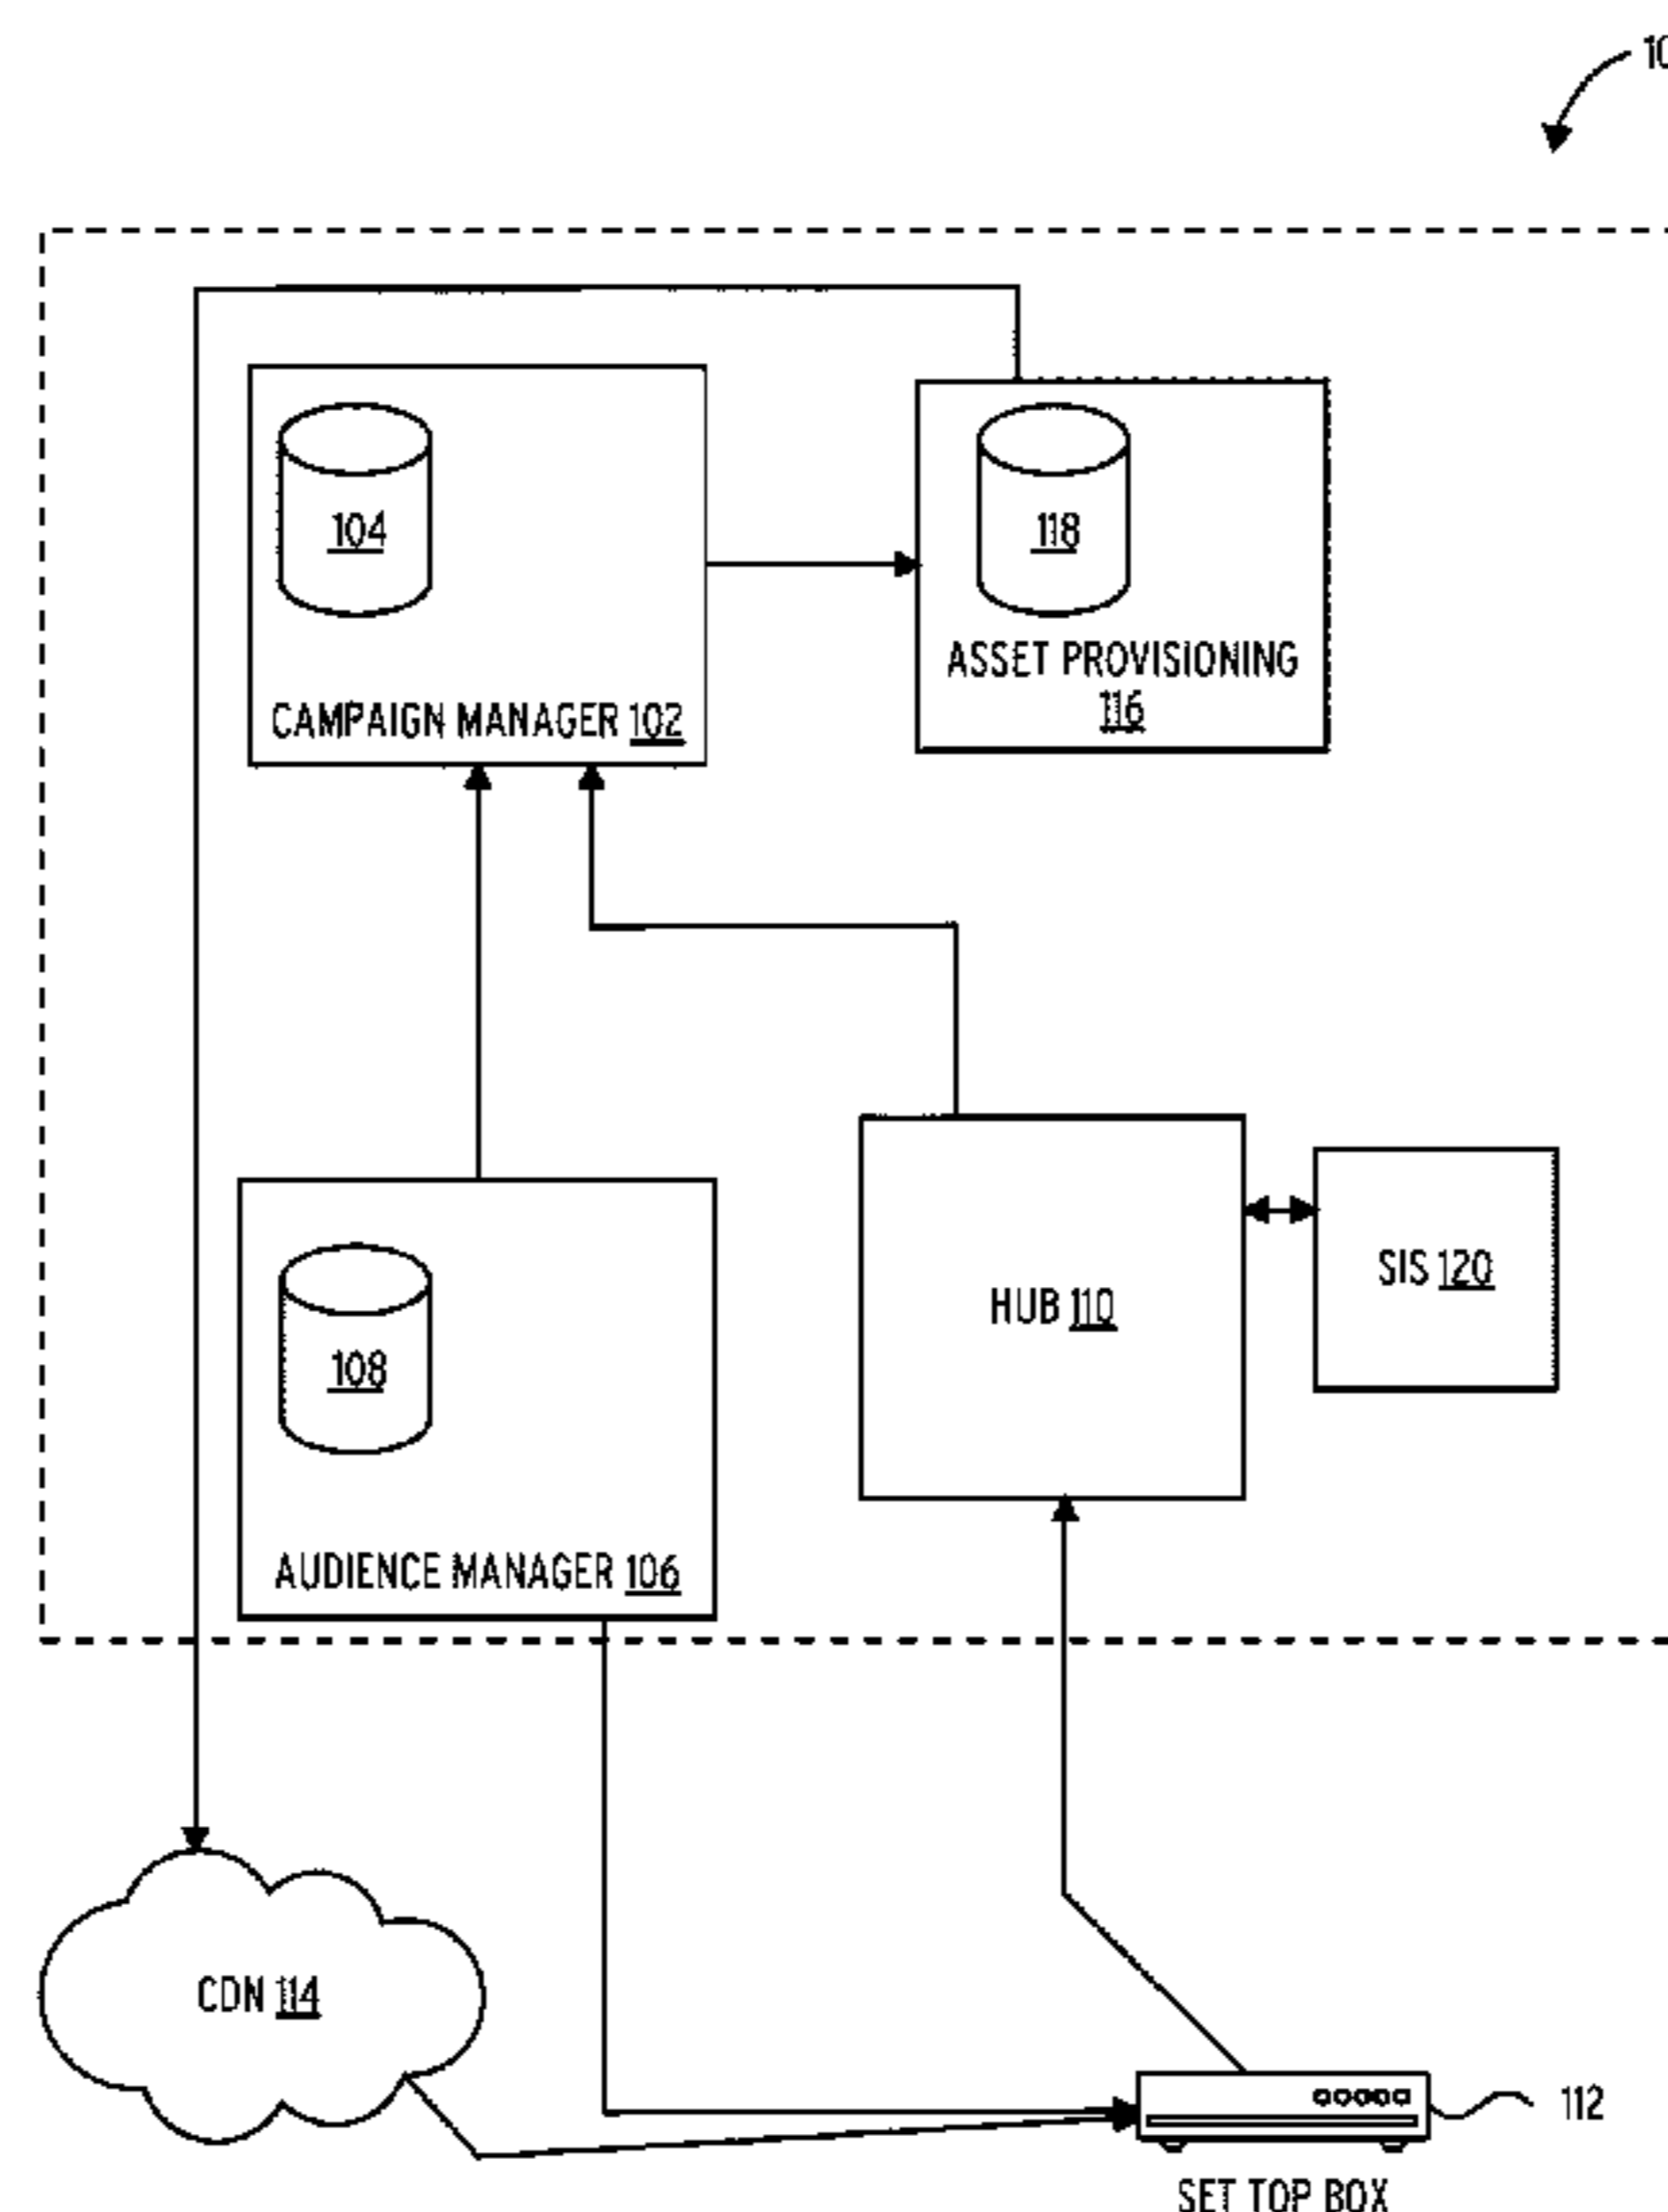 10
104
118
ASSET PROVISIONING
116
CAMPAIGN MANAGER 102
SIS 120
HUB 110
108
AUDIENCE MANAGER 106
CDN 114
112
SET TOP BOX